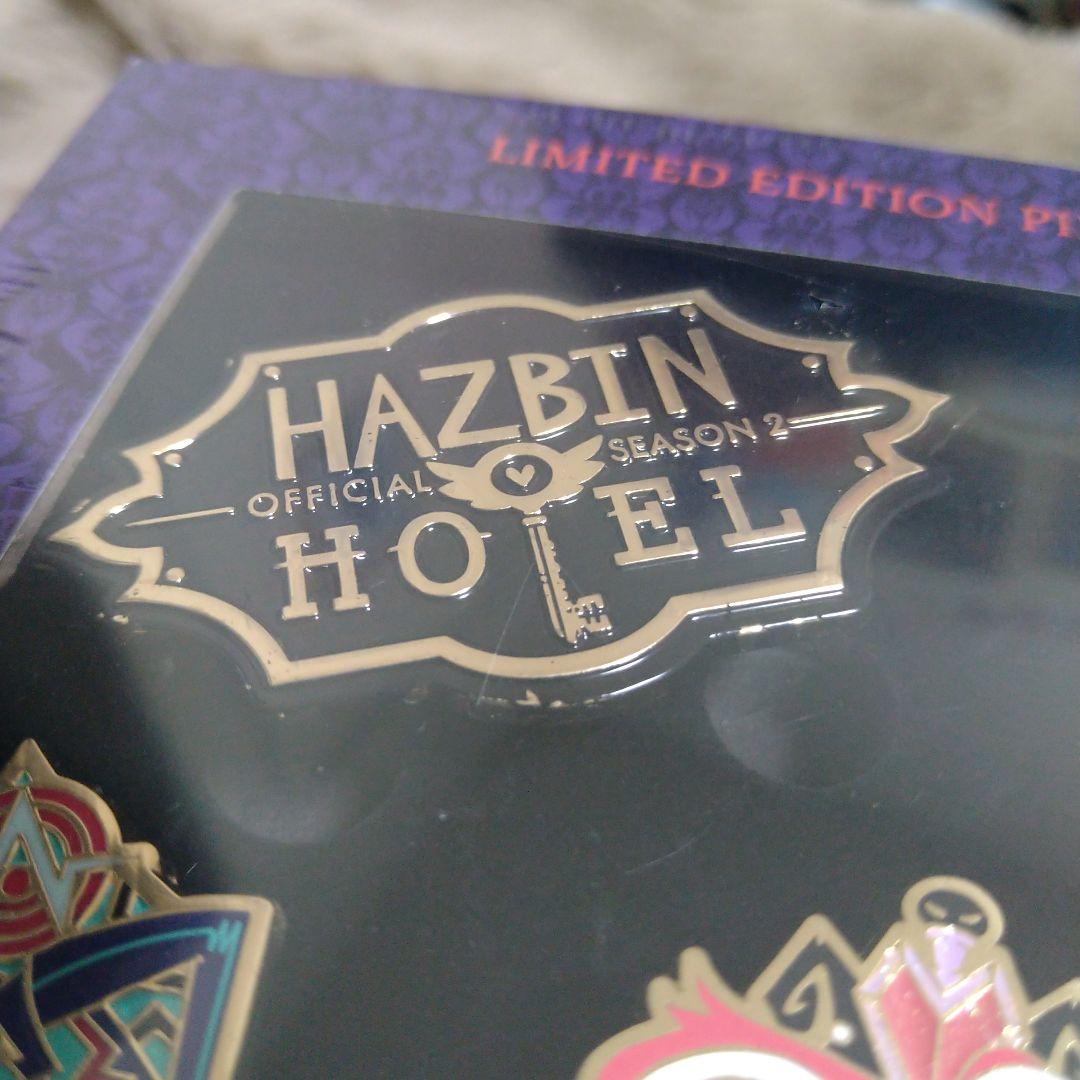 LIMITED EDITION
HAZBIN
OFFICIAL SEASON 2
HOTEL